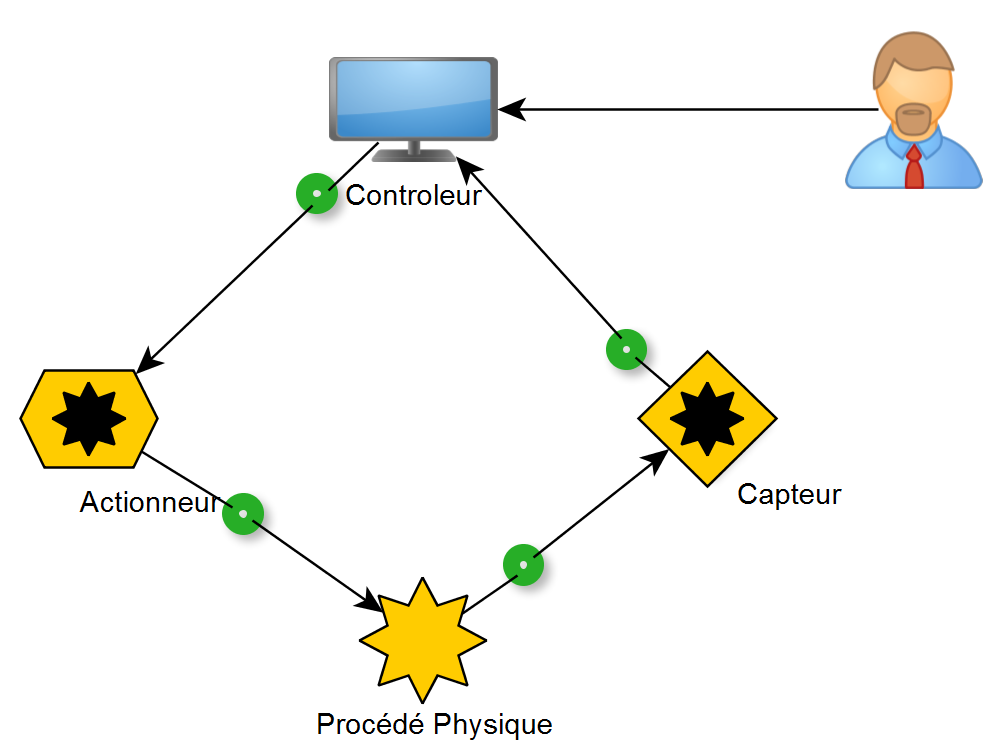 Controleur
Actionneur
Capteur
Procédé Physique